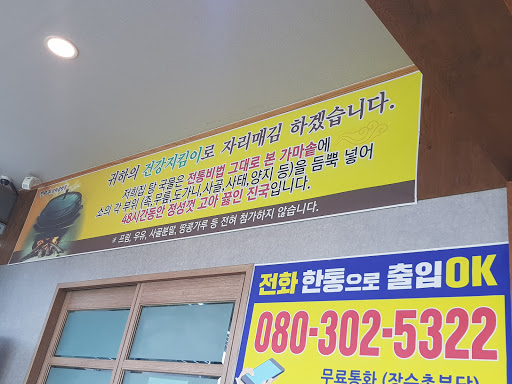 귀하의 건강지킴이로 자리매김 하겠습니다.
저희집 탕 국물은 전통비법 그대로 본 가마솥에
소의 각 부위 (족,무릎,도가니,사골,사태,양지 등)을 듬뿍 넣어
48시간동안 정성껏 고아 끓인 진국입니다.
※ 프림, 우유, 사골분말, 땅콩가루 등 전혀 첨가하지 않습니다.
전화 한통으로 출입OK
080-302-5322
무료통화 (장수촌부담)